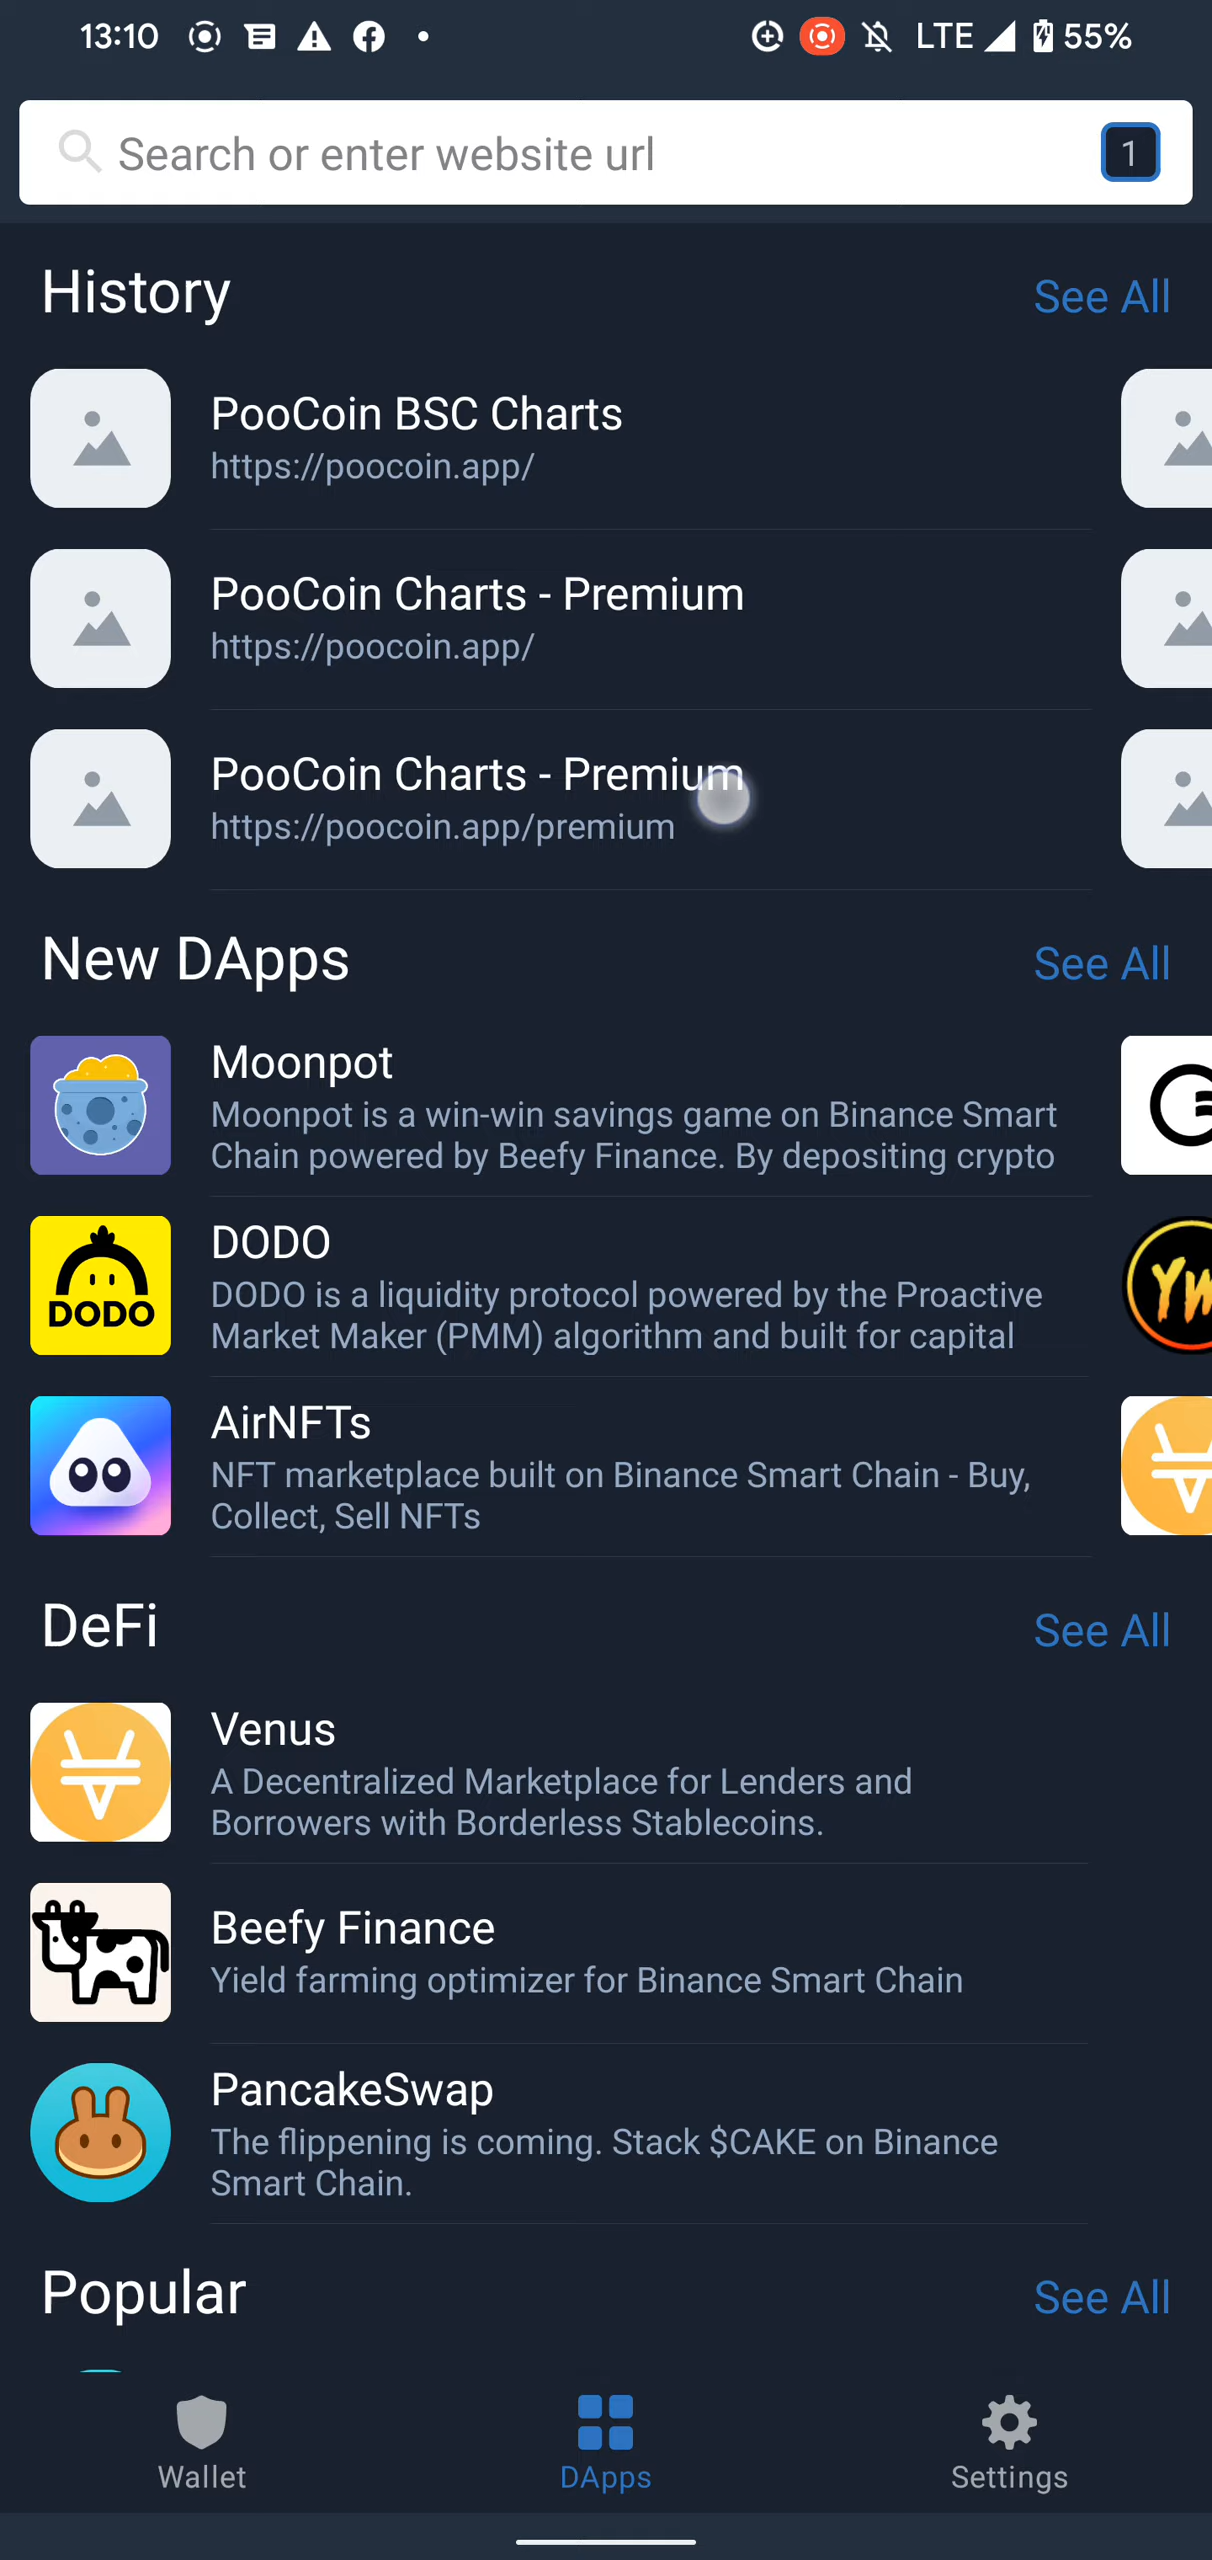 13:10 LTE 55%
Search or enter website url 1
History See All
PooCoin BSC Charts
https://poocoin.app/
PooCoin Charts - Premium
https://poocoin.app/
PooCoin Charts - Premium
https://poocoin.app/premium
New DApps See All
Moonpot
Moonpot is a win-win savings game on Binance Smart
Chain powered by Beefy Finance. By depositing crypto
DODO
DODO
DODO is a liquidity protocol powered by the Proactive
Market Maker (PMM) algorithm and built for capital
AirNFTs
NFT marketplace built on Binance Smart Chain - Buy,
Collect, Sell NFTs
DeFi See All
Venus
A Decentralized Marketplace for Lenders and
Borrowers with Borderless Stablecoins.
Beefy Finance
Yield farming optimizer for Binance Smart Chain
PancakeSwap
The flippening is coming. Stack $CAKE on Binance
Smart Chain.
Popular See All
Wallet DApps Settings